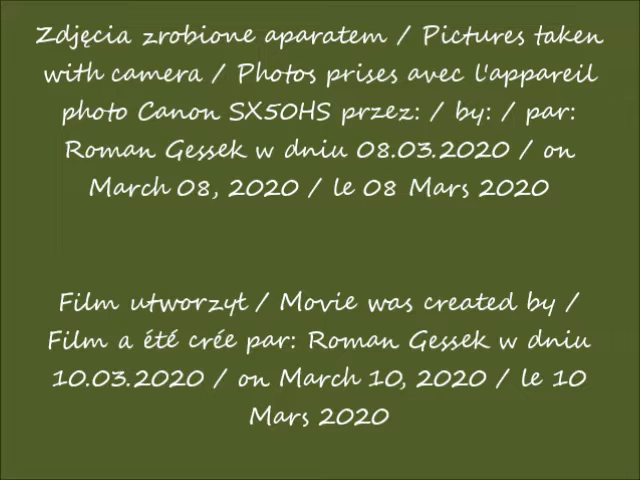 Zdjęcia zrobione aparatem / Pictures taken
with camera / Photos prises avec l'appareil
photo Canon SX50HS przez: / by: / par:
Roman Gessek w dniu 08.03.2020 / on
March 08, 2020 / le 08 Mars 2020
Film utworzył / Movie was created by /
Film a été crée par: Roman Gessek w dniu
10.03.2020 / on March 10, 2020 / le 10
Mars 2020